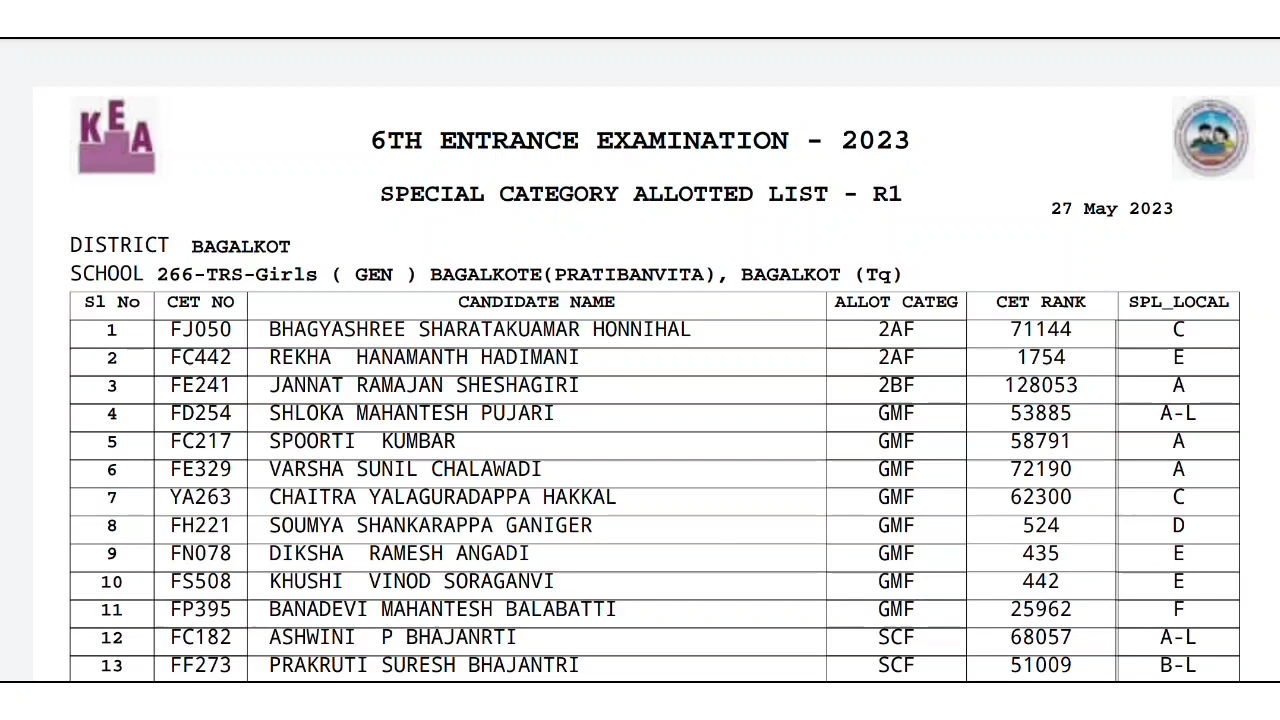 KEA
6TH ENTRANCE EXAMINATION - 2023
SPECIAL CATEGORY ALLOTTED LIST - R1
27 May 2023
DISTRICT BAGALKOT
SCHOOL 266-TRS-Girls ( GEN ) BAGALKOTE(PRATIBANVITA), BAGALKOT (Tq)
Sl No CET NO CANDIDATE NAME ALLOT CATEG CET RANK SPL_LOCAL
1 FJ050 BHAGYASHREE SHARATAKUAMAR HONNIHAL 2AF 71144 C
2 FC442 REKHA HANAMANTH HADIMANI 2AF 1754 E
3 FE241 JANNAT RAMAJAN SHESHAGIRI 2BF 128053 A
4 FD254 SHLOKA MAHANTESH PUJARI GMF 53885 A-L
5 FC217 SPOORTI KUMBAR GMF 58791 A
6 FE329 VARSHA SUNIL CHALAWADI GMF 72190 A
7 YA263 CHAITRA YALAGURADAPPA HAKKAL GMF 62300 C
8 FH221 SOUMYA SHANKARAPPA GANIGER GMF 524 D
9 FN078 DIKSHA RAMESH ANGADI GMF 435 E
10 FS508 KHUSHI VINOD SORAGANVI GMF 442 E
11 FP395 BANADEVI MAHANTESH BALABATTI GMF 25962 F
12 FC182 ASHWINI P BHAJANRTI SCF 68057 A-L
13 FF273 PRAKRUTI SURESH BHAJANTRI SCF 51009 B-L